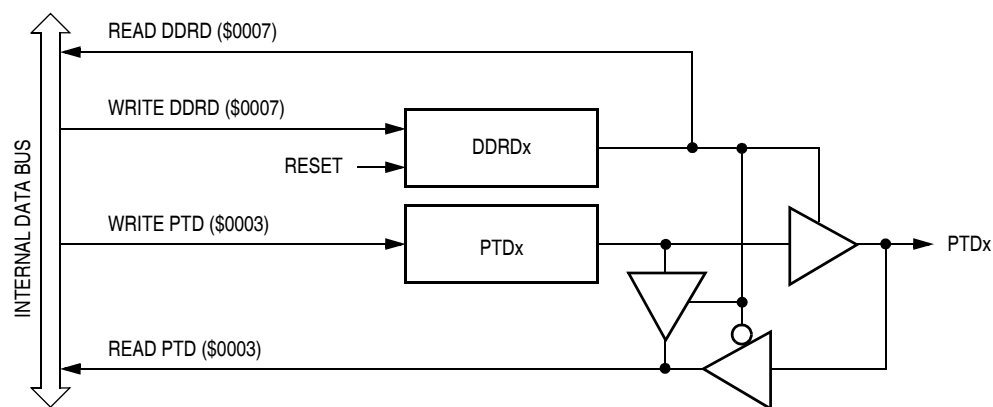 READ DDRD ($0007)
WRITE DDRD ($0007)
DDRDx
RESET
INTERNAL DATA BUS
WRITE PTD ($0003)
PTDx
PTDx
READ PTD ($0003)